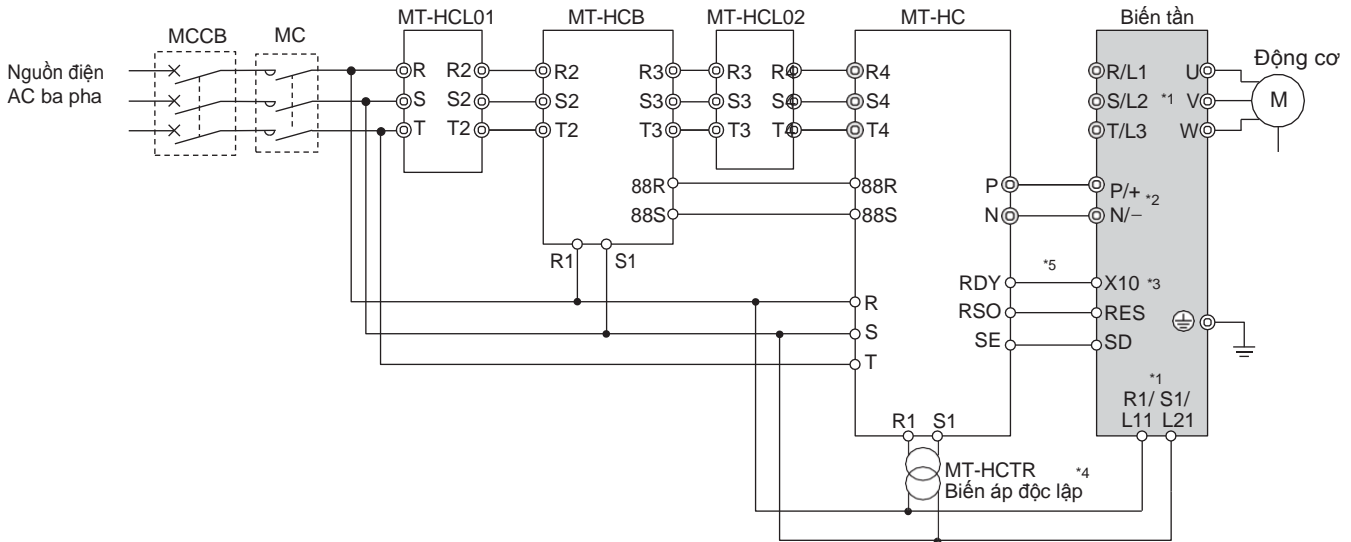 MT-HCL01 MT-HCB MT-HCL02 MT-HC Biến tần
MCCB MC
Động cơ
Nguồn điện
AC ba pha
R R2 R2 R3 R3 R4 R4 R/L1 U
S S2 S2 S3 S3 S4 S4 S/L2 *1 V M
T T2 T2 T3 T3 T4 T4 T/L3 W
88R 88R P P/+ *2
88S 88S N N/−
R1 S1
*5
RDY X10 *3
R RSO RES
S SE SD
T
*1
R1/ S1/
R1 S1 L11 L21
MT-HCTR *4
Biến áp độc lập